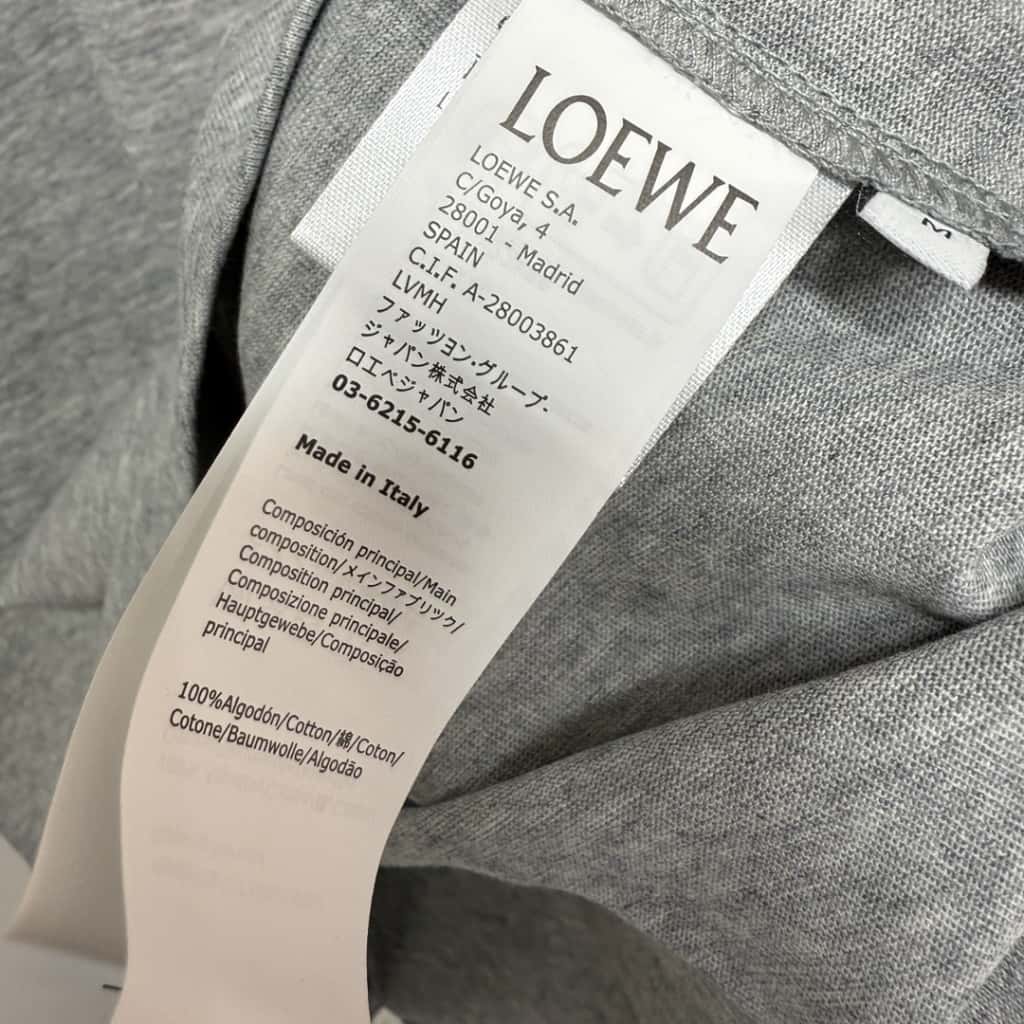 LOEWE
LOEWE S.A.
C/Goya, 4
28001 - Madrid
SPAIN
C.I.F. A-28003861
LVMH
ファッツヨン・グループ・
ジャパン株式会社
ロエベジャパン
03-6215-6116
Made in Italy
Composición principal/Main
composition/メインファブリツク/
Composition principal/
Composizione principale/
Hauptgewebe/Composição
principal
100%Algodón/Cotton/綿/Coton/
Cotone/Baumwolle/Algodão
M